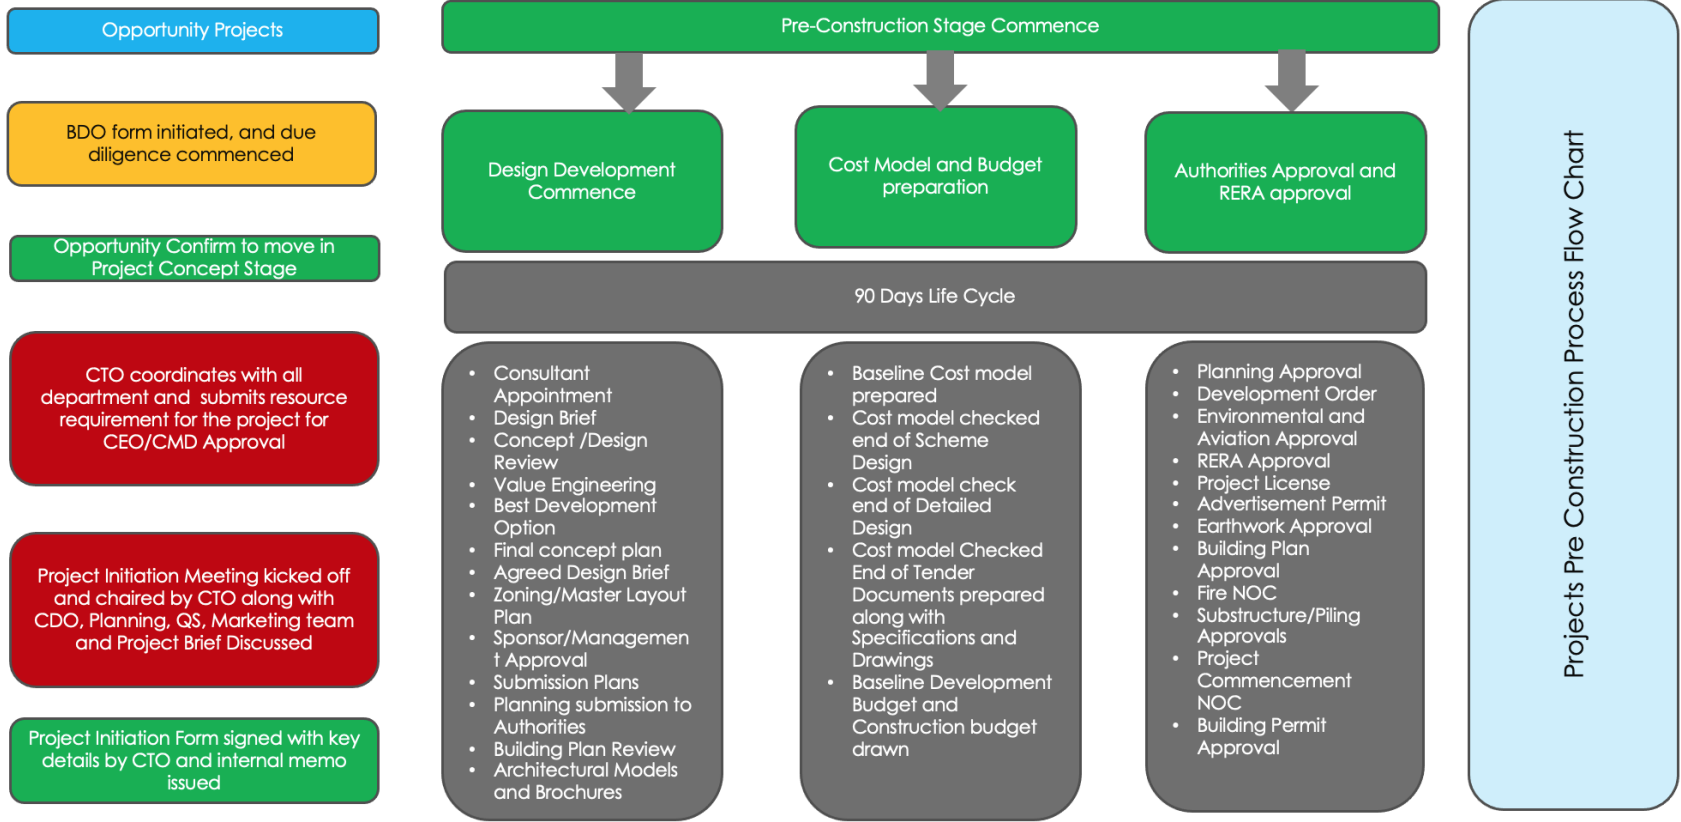 Opportunity Projects
BDO form initiated, and due
diligence commenced
Opportunity Confirm to move in
Project Concept Stage
CTO coordinates with all
department and  submits resource
requirement for the project for
CEO/CMD Approval
Project Initiation Meeting kicked off
and chaired by CTO along with
CDO, Planning, QS, Marketing team
and Project Brief Discussed
Project Initiation Form signed with key
details by CTO and internal memo
issued
Pre-Construction Stage Commence
Design Development
Commence
Cost Model and Budget
preparation
Authorities Approval and
RERA approval
90 Days Life Cycle
• Consultant
Appointment
• Design Brief
• Concept /Design
Review
• Value Engineering
• Best Development
Option
• Final concept plan
• Agreed Design Brief
• Zoning/Master Layout
Plan
• Sponsor/Managemen
t Approval
• Submission Plans
• Planning submission to
Authorities
• Building Plan Review
• Architectural Models
and Brochures
• Baseline Cost model
prepared
• Cost model checked
end of Scheme
Design
• Cost model check
end of Detailed
Design
• Cost model Checked
End of Tender
Documents prepared
along with
Specifications and
Drawings
• Baseline Development
Budget and
Construction budget
drawn
• Planning Approval
• Development Order
• Environmental and
Aviation Approval
• RERA Approval
• Project License
• Advertisement Permit
• Earthwork Approval
• Building Plan
Approval
• Fire NOC
• Substructure/Piling
Approvals
• Project
Commencement
NOC
• Building Permit
Approval
Projects Pre Construction Process Flow Chart